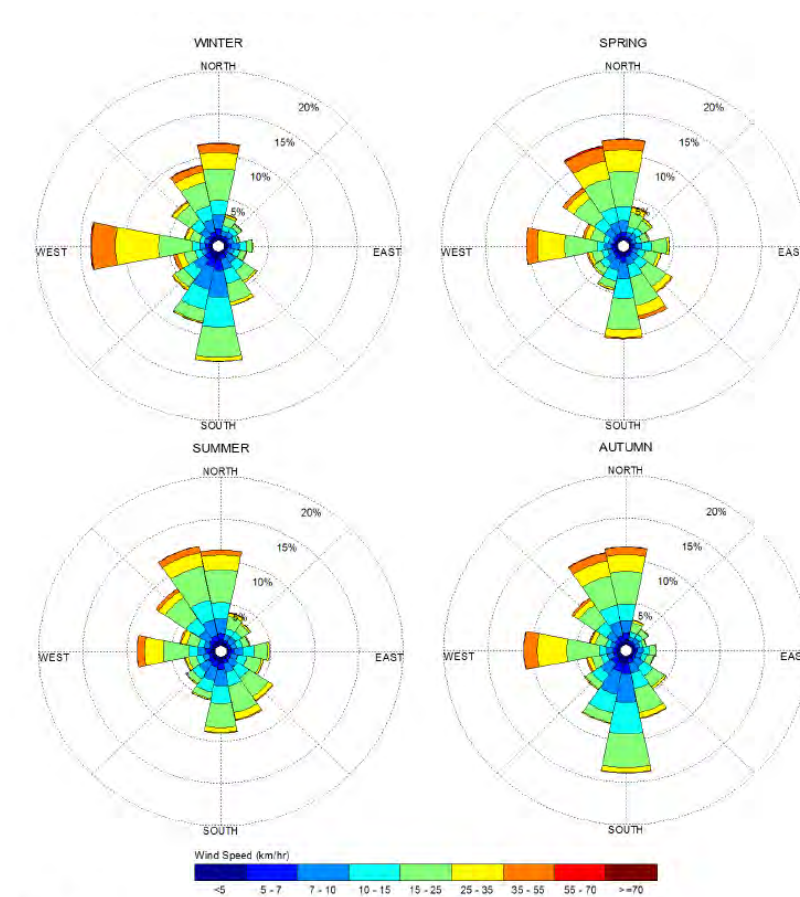 WINTER
NORTH
20%
15%
10%
5%
WEST
EAST
SOUTH
SPRING
NORTH
20%
15%
10%
5%
WEST
EAS
SOUTH
SUMMER
NORTH
20%
15%
10%
5%
WEST
EAST
SOUTH
AUTUMN
NORTH
20%
15%
10%
5%
WEST
EAS
SOUTH
Wind Speed (km/hr)
<5 5 - 7 7 - 10 10 - 15 15 - 25 25 - 35 35 - 55 55 - 70 >=70